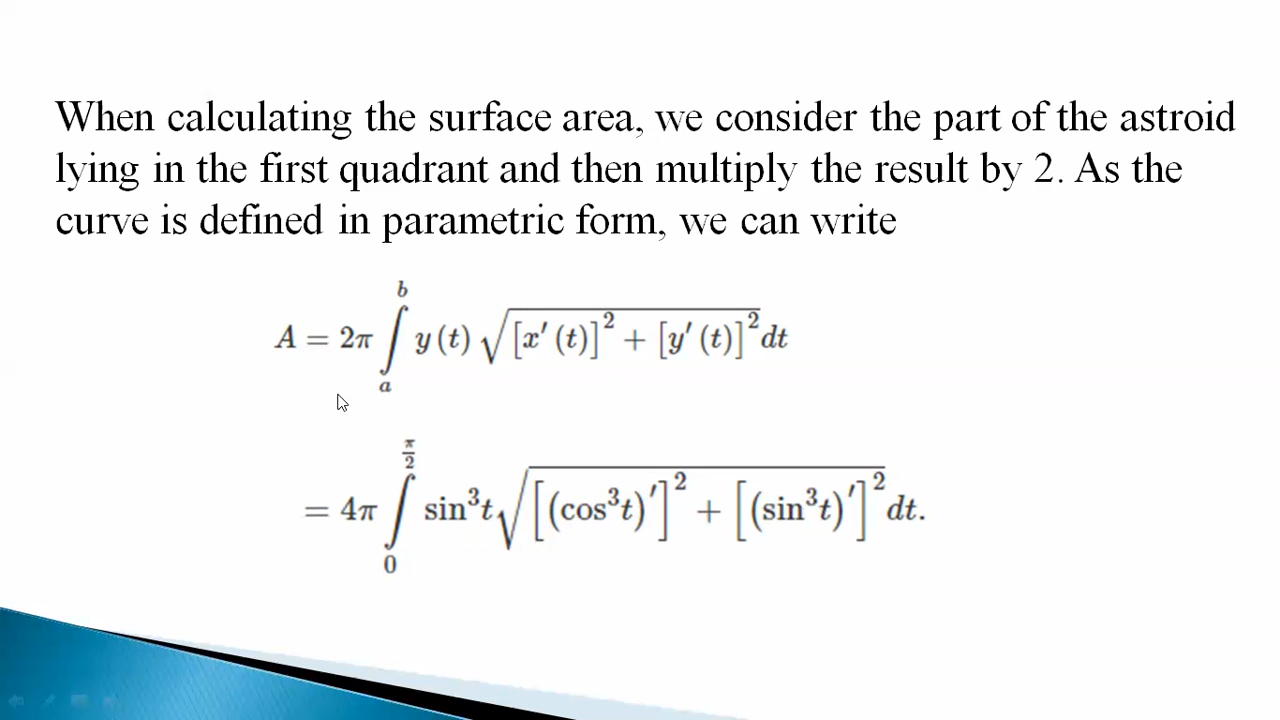 When calculating the surface area, we consider the part of the astroid
lying in the first quadrant and then multiply the result by 2. As the
curve is defined in parametric form, we can write
A = 2π ∫_a^b y(t) √([x′(t)]² + [y′(t)]²) dt
= 4π ∫_0^{π/2} sin³t √([(cos³t)′]² + [(sin³t)′]²) dt.